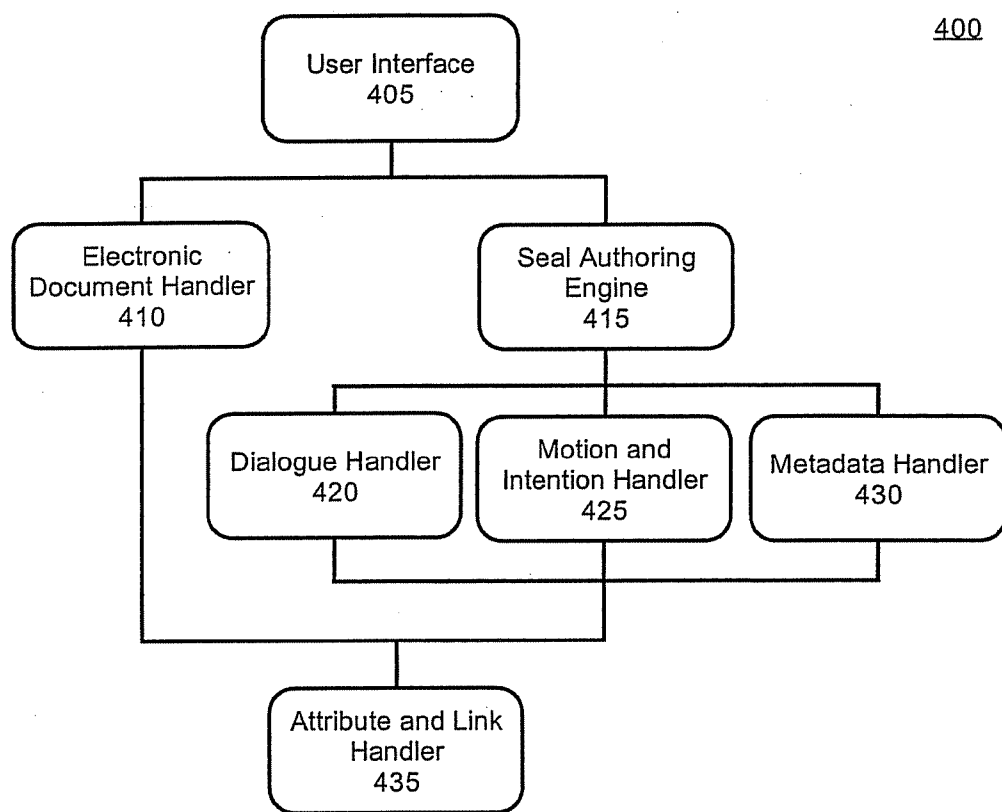 400
User Interface
405
Electronic
Document Handler
410
Seal Authoring
Engine
415
Dialogue Handler
420
Motion and
Intention Handler
425
Metadata Handler
430
Attribute and Link
Handler
435